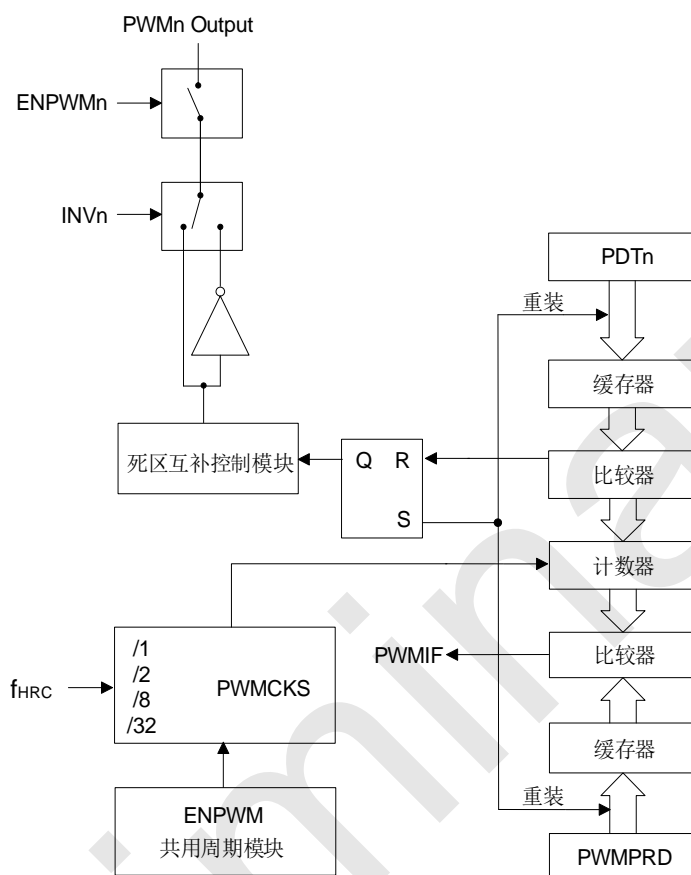 PWMn Output
ENPWMn
INVn
PDTn
重装
缓存器
死区互补控制模块
Q R
S
比较器
计数器
/1
/2
/8
/32
PWMCKS
fHRC
PWMIF
比较器
缓存器
重装
ENPWM
共用周期模块
PWMPRD